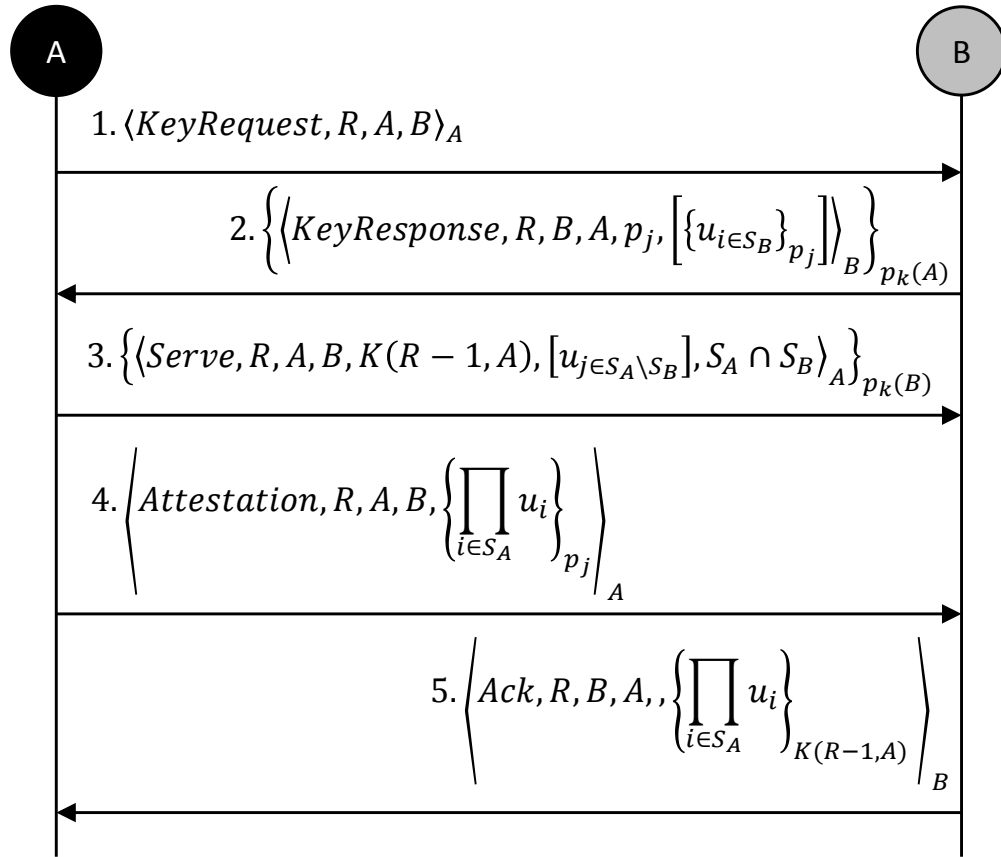 A B
1. ⟨KeyRequest, R, A, B⟩_A
2. {⟨KeyResponse, R, B, A, p_j, [{u_{i∈S_B}}_{p_j}]⟩_B}_{p_k(A)}
3. {⟨Serve, R, A, B, K(R − 1, A), [u_{j∈S_A\S_B}], S_A ∩ S_B⟩_A}_{p_k(B)}
4. ⟨Attestation, R, A, B, {∏_{i∈S_A} u_i}_{p_j}⟩_A
5. ⟨Ack, R, B, A, , {∏_{i∈S_A} u_i}_{K(R−1,A)}⟩_B